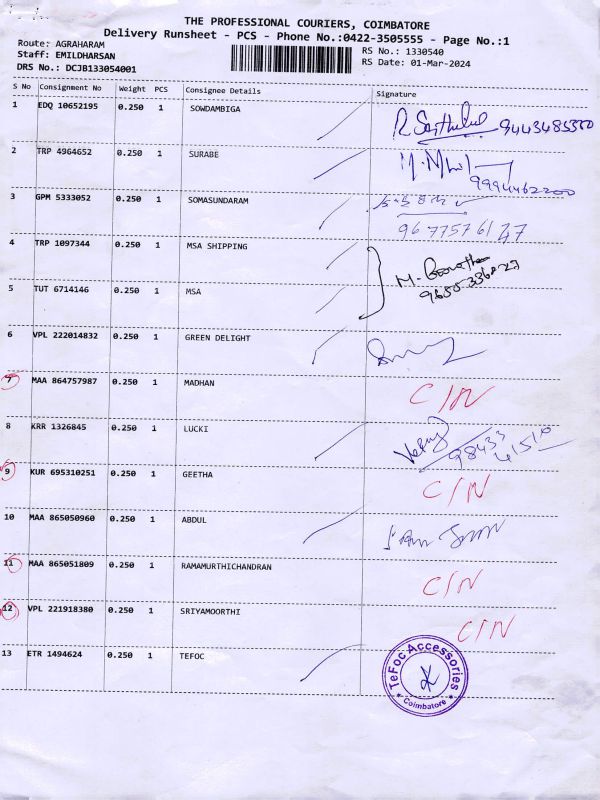 THE PROFESSIONAL COURIERS, COIMBATORE
Delivery Runsheet - PCS - Phone No.:0422-3505555 - Page No.:1
Route: AGRAHARAM
Staff: EMILDHARSAN
DRS No.: DCJB133054001
RS No.: 1330540
RS Date: 01-Mar-2024
S No Consignment No Weight PCS Consignee Details Signature
1 EDQ 10652195 0.250 1 SOWDAMBIGA
9443485350
2 TRP 4964652 0.250 1 SURABE
9994462200
3 GPM 5333052 0.250 1 SOMASUNDARAM
9677576127
4 TRP 1097344 0.250 1 MSA SHIPPING
5 TUT 6714146 0.250 1 MSA
6 VPL 222014832 0.250 1 GREEN DELIGHT
7 MAA 864757987 0.250 1 MADHAN C/N
8 KRR 1326845 0.250 1 LUCKI
98433 41510
9 KUR 695310251 0.250 1 GEETHA C/N
10 MAA 865050960 0.250 1 ABDUL
11 MAA 865051809 0.250 1 RAMAMURTHICHANDRAN C/N
12 VPL 221918380 0.250 1 SRIYAMOORTHI C/N
13 ETR 1494624 0.250 1 TEFOC
TeFoc Accessories
* Coimbatore *